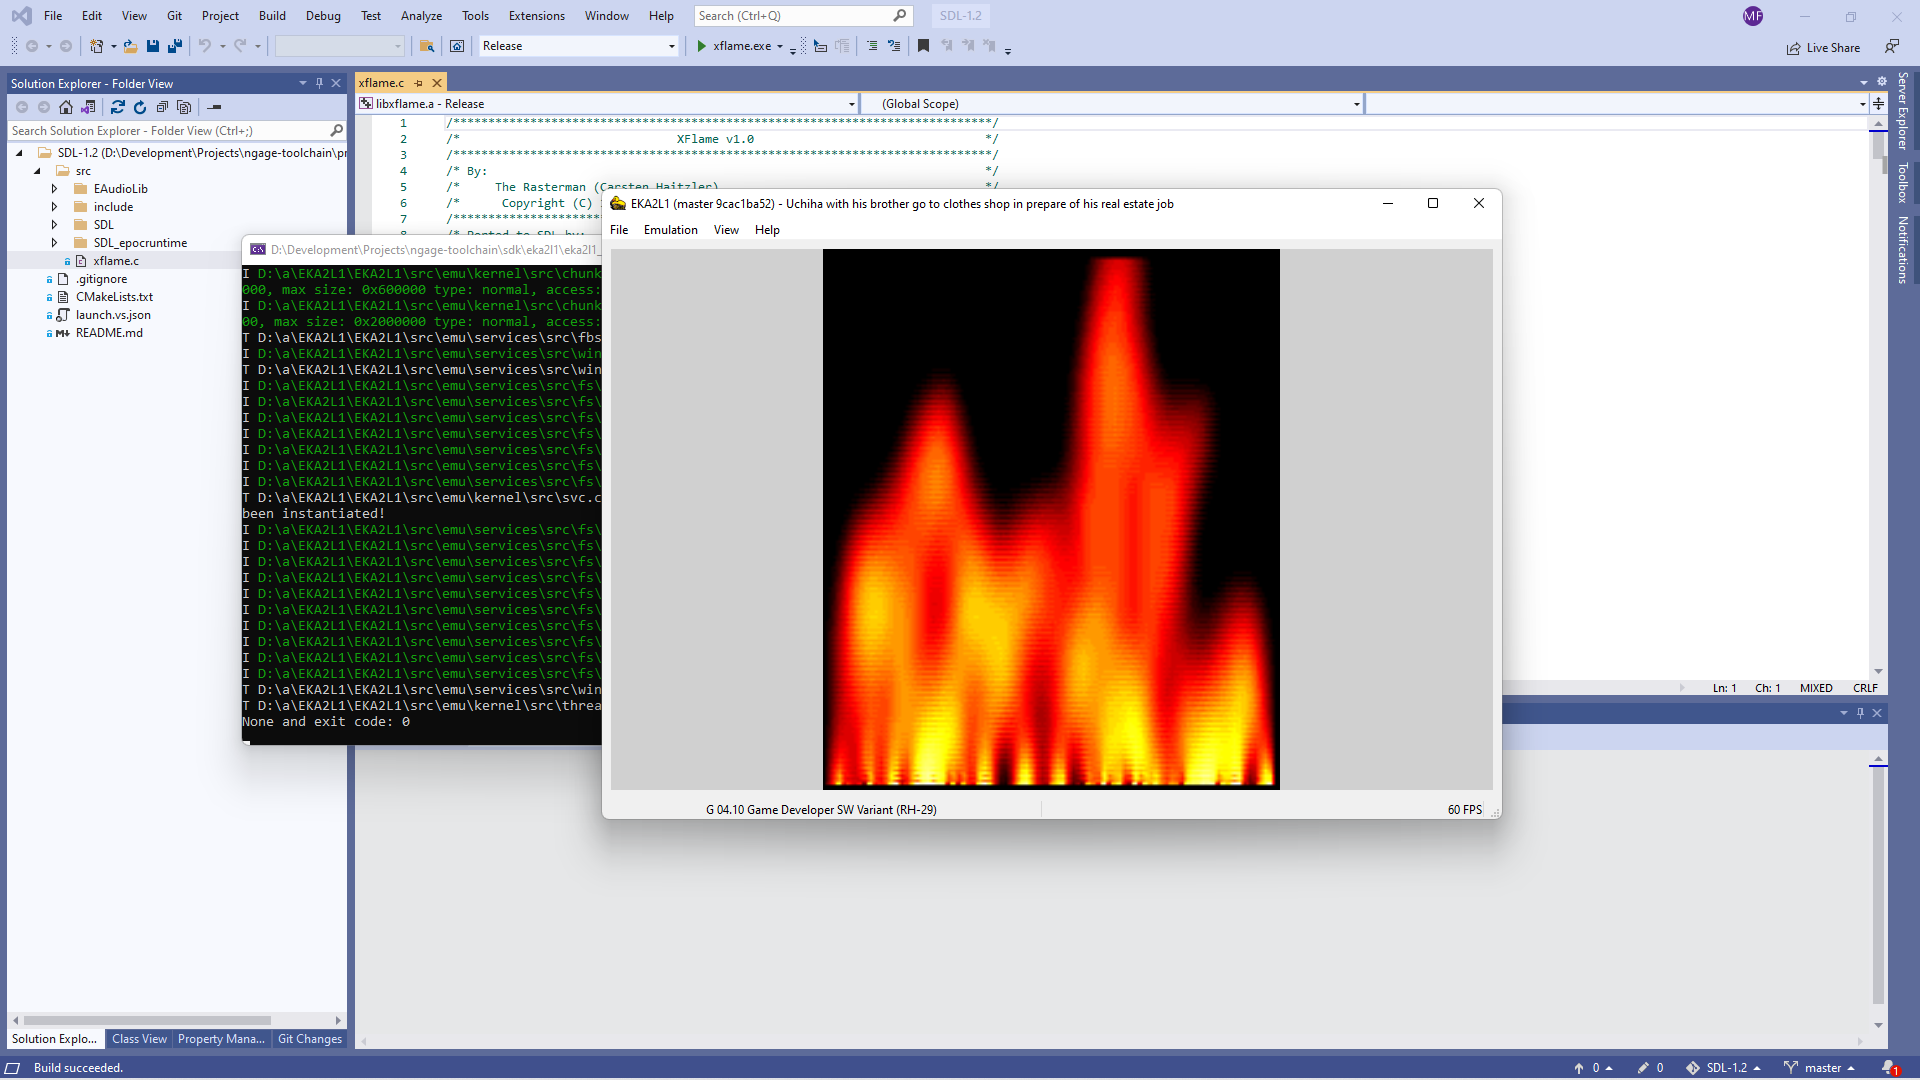 File Edit View Git Project Build Debug Test Analyze Tools Extensions Window Help Search (Ctrl+Q) SDL-1.2 MF
Release xflame.exe Live Share
Solution Explorer - Folder View
Search Solution Explorer - Folder View (Ctrl+;)
SDL-1.2 (D:\Development\Projects\ngage-toolchain\pr
src
EAudioLib
include
SDL
SDL_epocruntime
xflame.c
.gitignore
CMakeLists.txt
launch.vs.json
README.md
Solution Explo... Class View Property Mana... Git Changes
xflame.c
libxflame.a - Release (Global Scope)
1 /*****************************************************************************/
2 /* XFlame v1.0 */
3 /*****************************************************************************/
4 /* By: */
5 /* The Rasterman (Carsten Haitzler) */
6 /* Copyright (C)
7 /*********************
8 /* Ported to SDL by:
D:\Development\Projects\ngage-toolchain\sdk\eka2l1\eka2l1_
I D:\a\EKA2L1\EKA2L1\src\emu\kernel\src\chunk
000, max size: 0x600000 type: normal, access:
I D:\a\EKA2L1\EKA2L1\src\emu\kernel\src\chunk
00, max size: 0x2000000 type: normal, access:
T D:\a\EKA2L1\EKA2L1\src\emu\services\src\fbs
I D:\a\EKA2L1\EKA2L1\src\emu\services\src\win
T D:\a\EKA2L1\EKA2L1\src\emu\services\src\win
I D:\a\EKA2L1\EKA2L1\src\emu\services\src\fs\
I D:\a\EKA2L1\EKA2L1\src\emu\services\src\fs\
I D:\a\EKA2L1\EKA2L1\src\emu\services\src\fs\
I D:\a\EKA2L1\EKA2L1\src\emu\services\src\fs\
I D:\a\EKA2L1\EKA2L1\src\emu\services\src\fs\
I D:\a\EKA2L1\EKA2L1\src\emu\services\src\fs\
I D:\a\EKA2L1\EKA2L1\src\emu\services\src\fs\
T D:\a\EKA2L1\EKA2L1\src\emu\kernel\src\svc.c
been instantiated!
I D:\a\EKA2L1\EKA2L1\src\emu\services\src\fs\
I D:\a\EKA2L1\EKA2L1\src\emu\services\src\fs\
I D:\a\EKA2L1\EKA2L1\src\emu\services\src\fs\
I D:\a\EKA2L1\EKA2L1\src\emu\services\src\fs\
I D:\a\EKA2L1\EKA2L1\src\emu\services\src\fs\
I D:\a\EKA2L1\EKA2L1\src\emu\services\src\fs\
I D:\a\EKA2L1\EKA2L1\src\emu\services\src\fs\
I D:\a\EKA2L1\EKA2L1\src\emu\services\src\fs\
I D:\a\EKA2L1\EKA2L1\src\emu\services\src\fs\
I D:\a\EKA2L1\EKA2L1\src\emu\services\src\fs\
T D:\a\EKA2L1\EKA2L1\src\emu\services\src\win
T D:\a\EKA2L1\EKA2L1\src\emu\kernel\src\threa
None and exit code: 0
EKA2L1 (master 9cac1ba52) - Uchiha with his brother go to clothes shop in prepare of his real estate job
File Emulation View Help
G 04.10 Game Developer SW Variant (RH-29) 60 FPS
Ln: 1 Ch: 1 MIXED CRLF
Server Explorer
Toolbox
Notifications
Build succeeded. 0 0 SDL-1.2 master 1